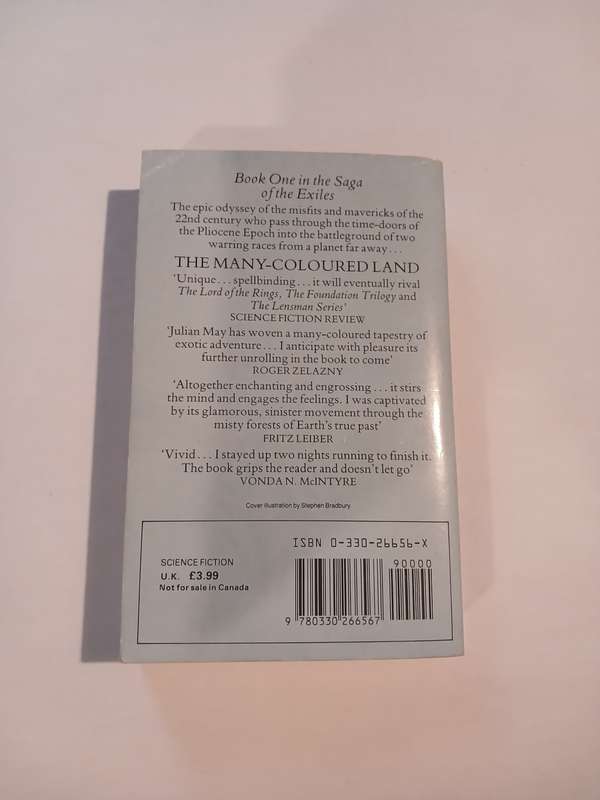 Book One in the Saga
of the Exiles
The epic odyssey of the misfits and mavericks of the
22nd century who pass through the time-doors of
the Pliocene Epoch into the battleground of two
warring races from a planet far away . . .
THE MANY-COLOURED LAND
‘Unique . . . spellbinding . . . it will eventually rival
The Lord of the Rings, The Foundation Trilogy and
The Lensman Series’
SCIENCE FICTION REVIEW
‘Julian May has woven a many-coloured tapestry of
exotic adventure . . . I anticipate with pleasure its
further unrolling in the book to come’
ROGER ZELAZNY
‘Altogether enchanting and engrossing . . . it stirs
the mind and engages the feelings. I was captivated
by its glamorous, sinister movement through the
misty forests of Earth’s true past’
FRITZ LEIBER
‘Vivid . . . I stayed up two nights running to finish it.
The book grips the reader and doesn’t let go’
VONDA N. McINTYRE
Cover illustration by Stephen Bradbury
ISBN 0-330-26656-X
SCIENCE FICTION
U.K. £3.99
Not for sale in Canada
90000
9 780330 266567